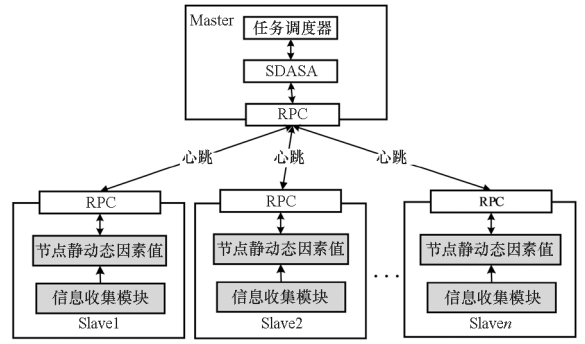 Master
任务调度器
SDASA
RPC
心跳 心跳 心跳
RPC RPC RPC
节点静动态因素值 节点静动态因素值 节点静动态因素值
...
信息收集模块 信息收集模块 信息收集模块
Slave1 Slave2 Slaven